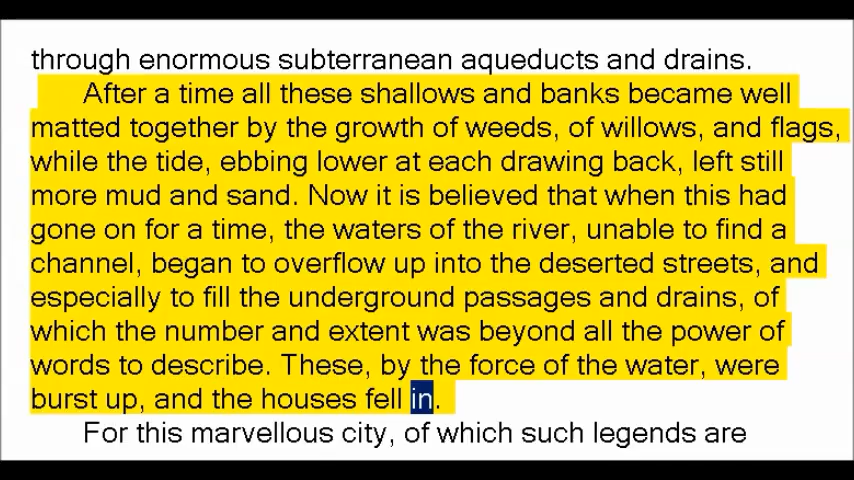 through enormous subterranean aqueducts and drains.
After a time all these shallows and banks became well
matted together by the growth of weeds, of willows, and flags,
while the tide, ebbing lower at each drawing back, left still
more mud and sand. Now it is believed that when this had
gone on for a time, the waters of the river, unable to find a
channel, began to overflow up into the deserted streets, and
especially to fill the underground passages and drains, of
which the number and extent was beyond all the power of
words to describe. These, by the force of the water, were
burst up, and the houses fell in.
For this marvellous city, of which such legends are